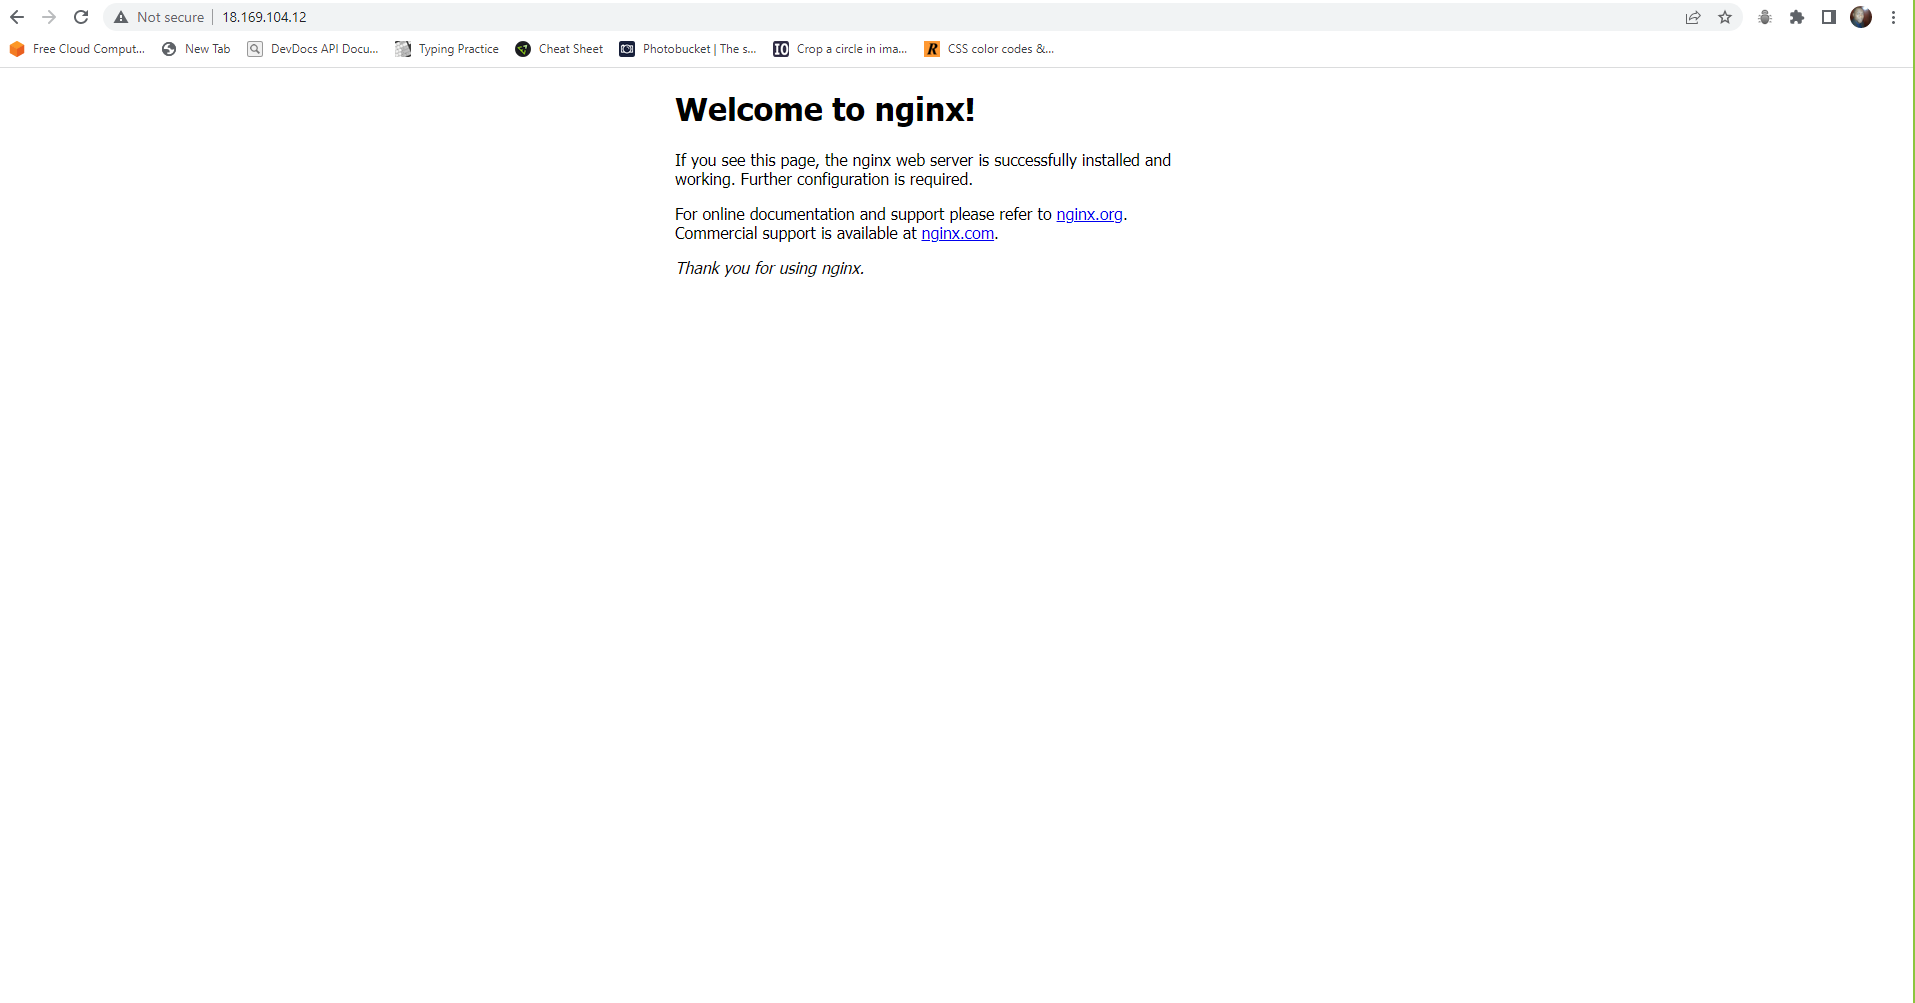 Not secure | 18.169.104.12
Free Cloud Comput... New Tab DevDocs API Docu... Typing Practice Cheat Sheet Photobucket | The s... IO Crop a circle in ima... R CSS color codes &...
Welcome to nginx!
If you see this page, the nginx web server is successfully installed and
working. Further configuration is required.
For online documentation and support please refer to nginx.org.
Commercial support is available at nginx.com.
Thank you for using nginx.